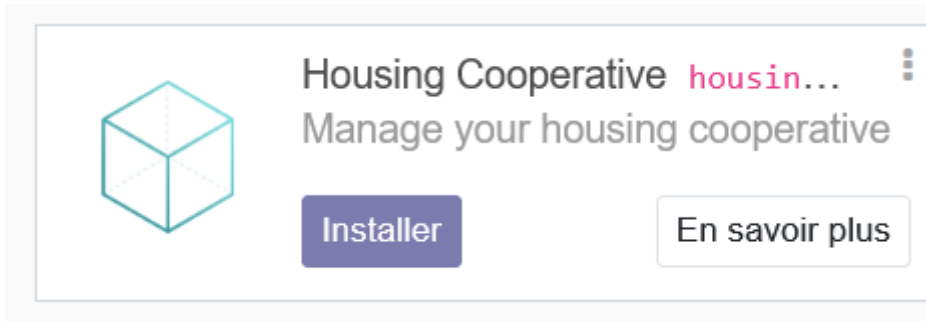 Housing Cooperative housin...
Manage your housing cooperative
Installer
En savoir plus